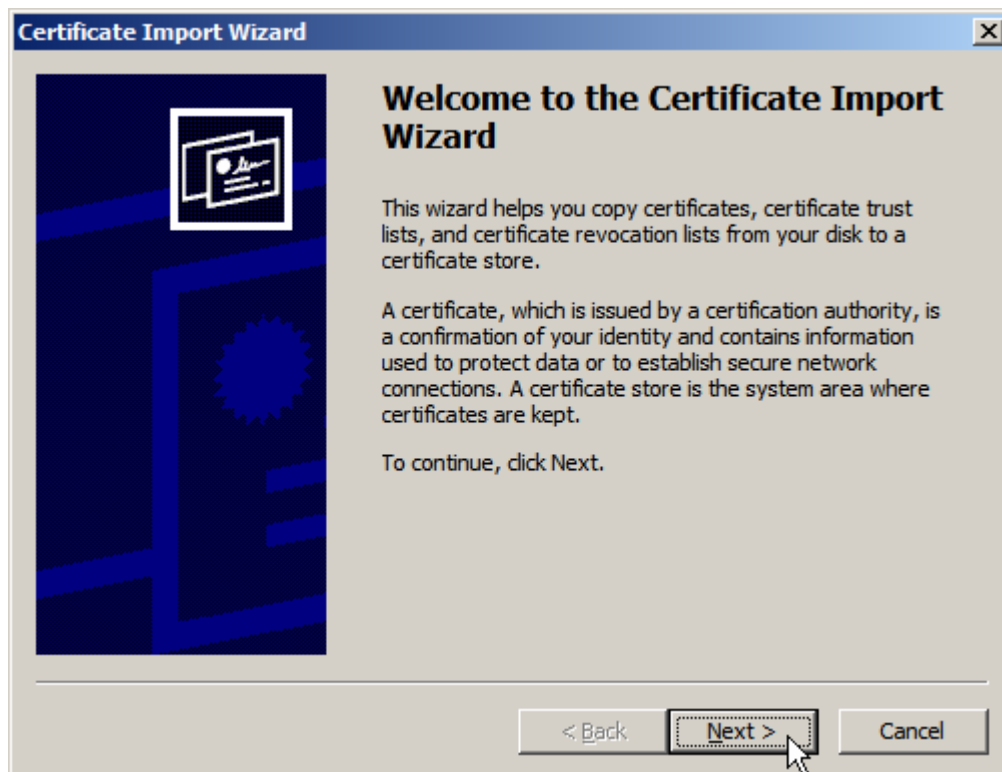 Certificate Import Wizard
Welcome to the Certificate Import
Wizard
This wizard helps you copy certificates, certificate trust
lists, and certificate revocation lists from your disk to a
certificate store.
A certificate, which is issued by a certification authority, is
a confirmation of your identity and contains information
used to protect data or to establish secure network
connections. A certificate store is the system area where
certificates are kept.
To continue, click Next.
< Back
Next >
Cancel